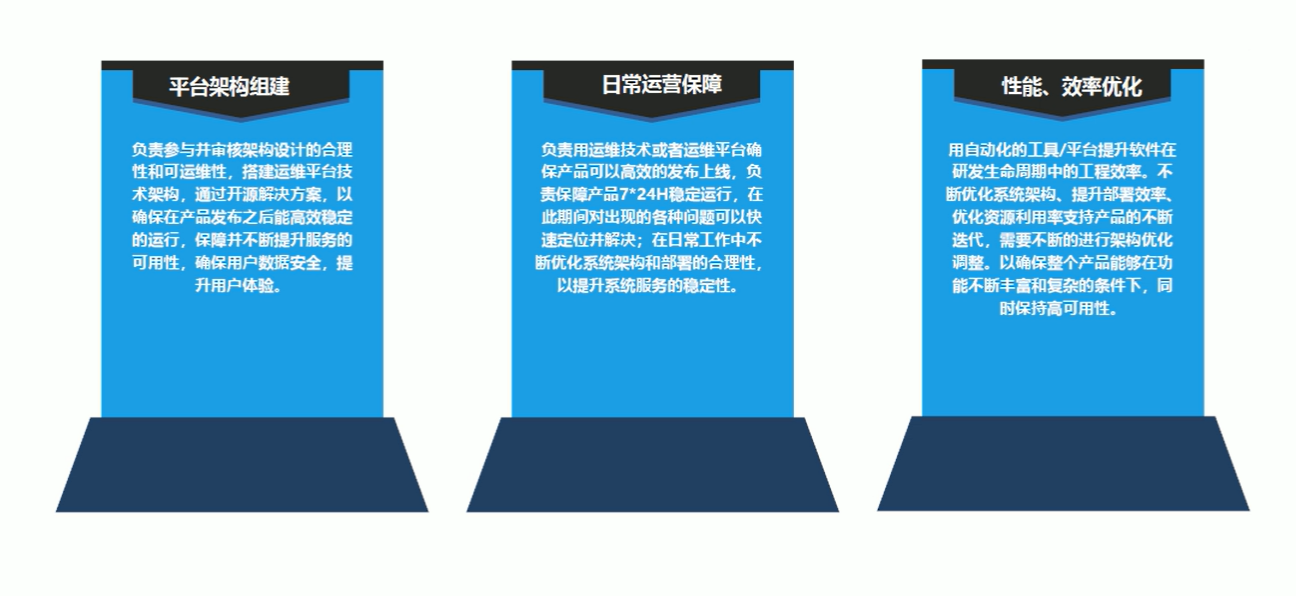 平台架构组建
负责参与并审核架构设计的合理
性和可运维性，搭建运维平台技
术架构，通过开源解决方案，以
确保在产品发布之后能高效稳定
的运行，保障并不断提升服务的
可用性，确保用户数据安全，提
升用户体验。
日常运营保障
负责用运维技术或者运维平台确
保产品可以高效的发布上线，负
责保障产品7*24H稳定运行，在
此期间对出现的各种问题可以快
速定位并解决；在日常工作中不
断优化系统架构和部署的合理性，
以提升系统服务的稳定性。
性能、效率优化
用自动化的工具/平台提升软件在
研发生命周期中的工程效率。不
断优化系统架构、提升部署效率、
优化资源利用率支持产品的不断
迭代，需要不断的进行架构优化
调整。以确保整个产品能够在功
能不断丰富和复杂的条件下，同
时保持高可用性。